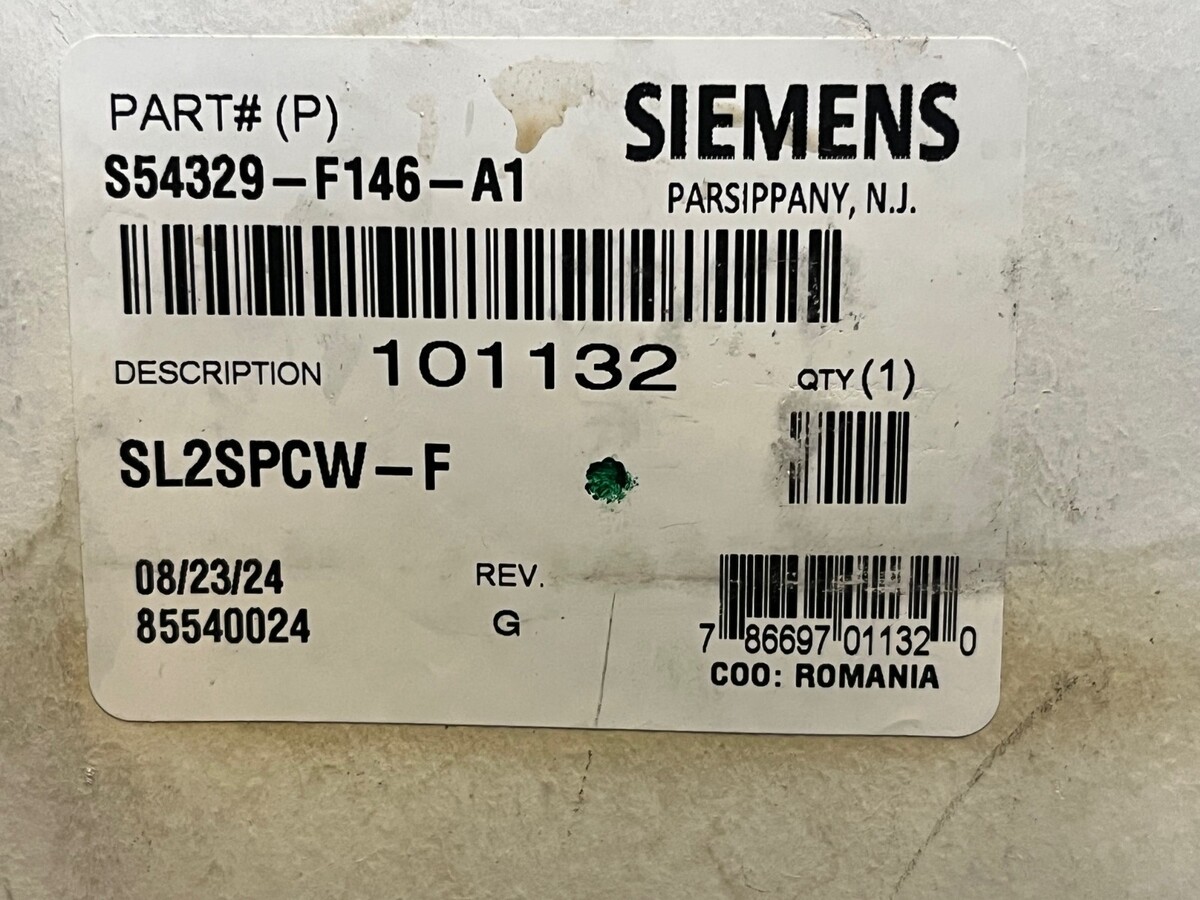 PART# (P)
SIEMENS
S54329-F146-A1
PARSIPPANY, N.J.
DESCRIPTION 101132 QTY (1)
SL2SPCW-F
08/23/24 REV.
85540024 G
7 86697 01132 0
COO: ROMANIA